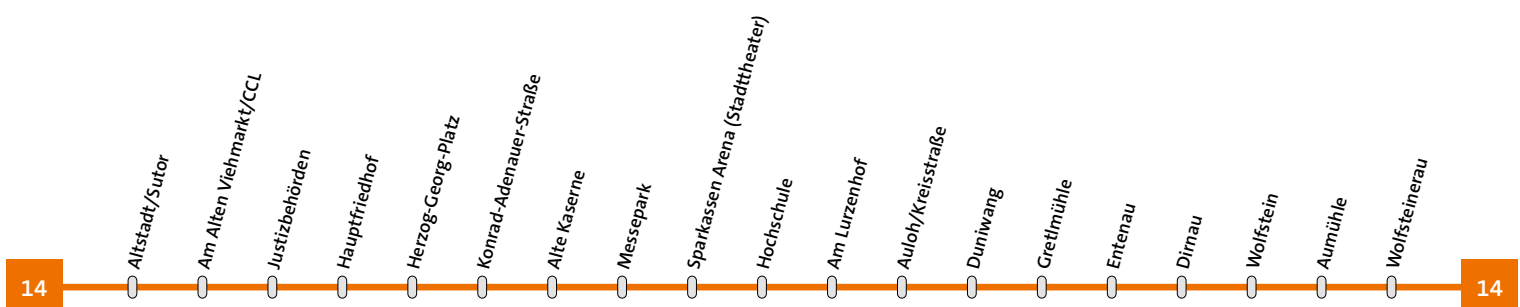 14
Altstadt/Sutor
Am Alten Viehmarkt/CCL
Justizbehörden
Hauptfriedhof
Herzog-Georg-Platz
Konrad-Adenauer-Straße
Alte Kaserne
Messepark
Sparkassen Arena (Stadttheater)
Hochschule
Am Lurzenhof
Auloh/Kreisstraße
Duniwang
Gretlmühle
Entenau
Dirnau
Wolfstein
Aumühle
Wolfsteinerau
14